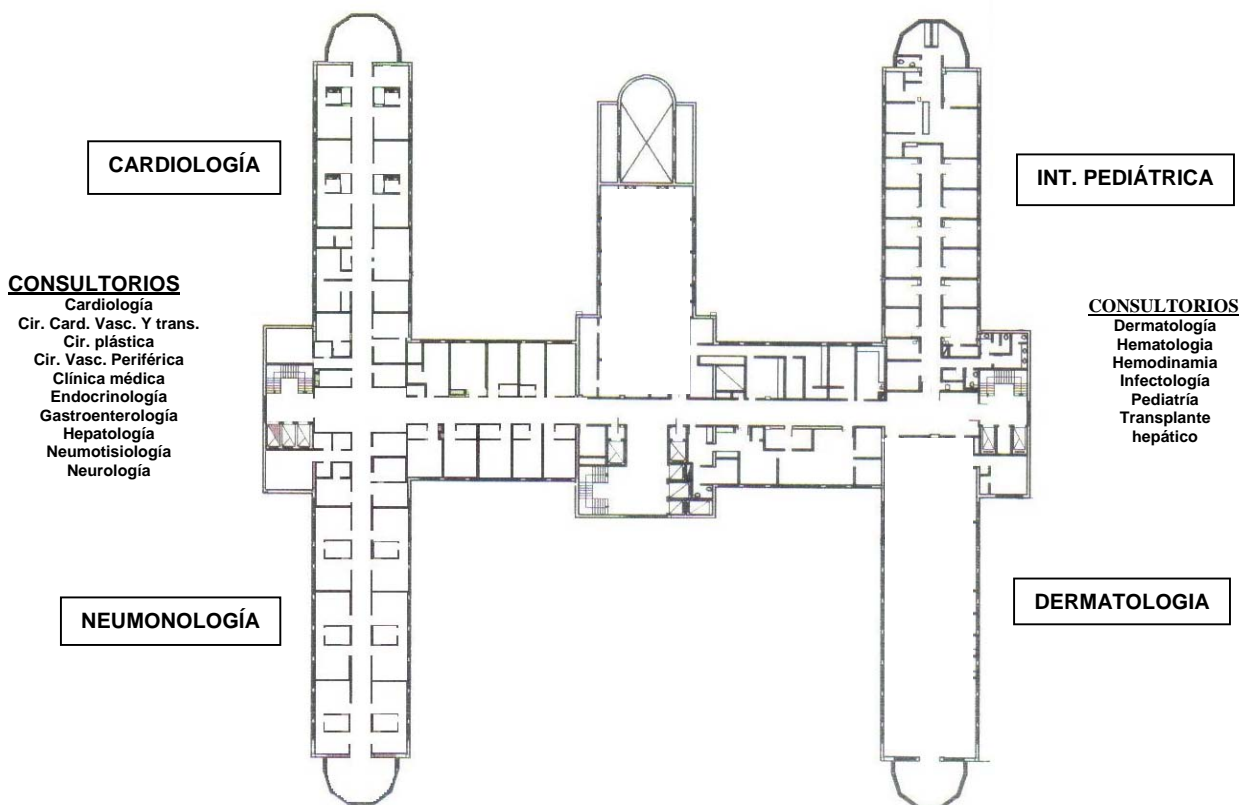 CARDIOLOGÍA
INT. PEDIÁTRICA
CONSULTORIOS
Cardiología
Cir. Card. Vasc. Y trans.
Cir. plástica
Cir. Vasc. Periférica
Clínica médica
Endocrinología
Gastroenterología
Hepatología
Neumotisiología
Neurología
CONSULTORIOS
Dermatología
Hematologia
Hemodinamia
Infectología
Pediatría
Transplante
hepático
NEUMONOLOGÍA
DERMATOLOGIA